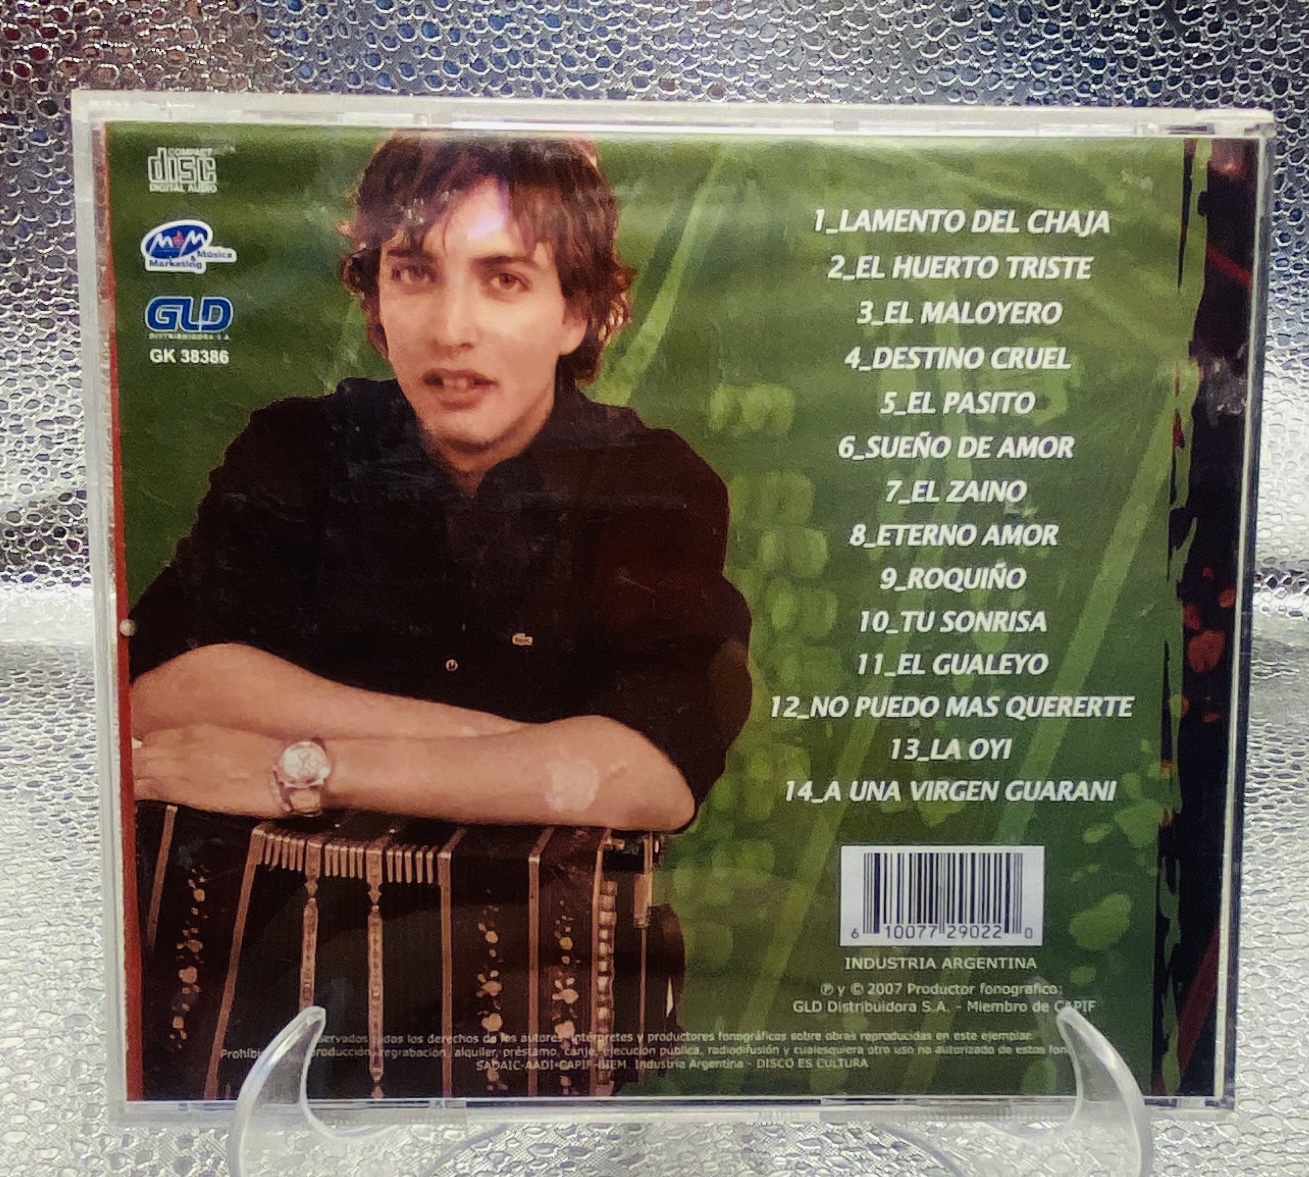 COMPACT
disc
DIGITAL AUDIO
M&M
Música
&
Marketing
GLD
DISTRIBUIDORA S.A.
GK 38386
1_LAMENTO DEL CHAJA
2_EL HUERTO TRISTE
3_EL MALOYERO
4_DESTINO CRUEL
5_EL PASITO
6_SUEÑO DE AMOR
7_EL ZAINO
8_ETERNO AMOR
9_ROQUIÑO
10_TU SONRISA
11_EL GUALEYO
12_NO PUEDO MAS QUERERTE
13_LA OYI
14_A UNA VIRGEN GUARANI
6 10077 29022 0
INDUSTRIA ARGENTINA
℗ y © 2007 Productor fonografico:
GLD Distribuidora S.A. - Miembro de CAPIF
servados todos los derechos de los autores, intérpretes y productores fonográficos sobre obras reproducidas en este ejemplar.
Prohibi producción, regrabación, alquiler, préstamo, canje, ejecución pública, radiodifusión y cualesquiera otro uso no autorizado de estos fon
SADAIC-AADI-CAPIF-BIEM. Industria Argentina - DISCO ES CULTURA